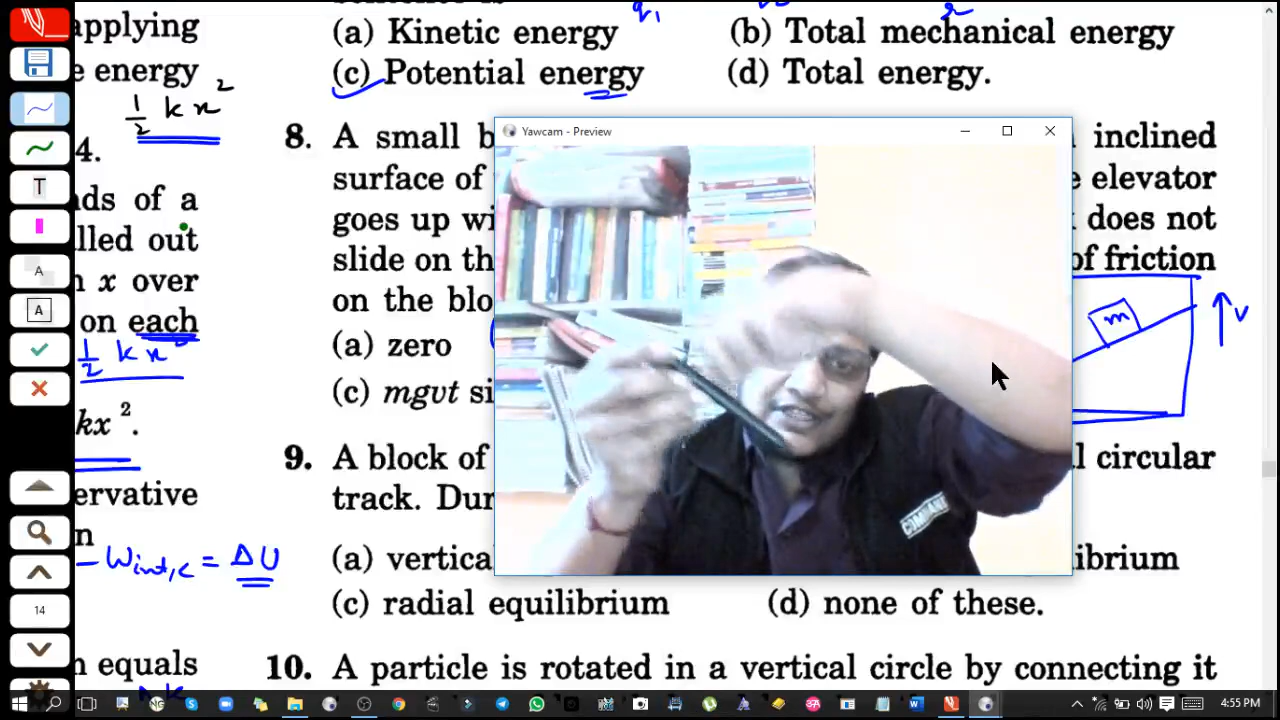 applying
e energy
1/2 kx²
4.
nds of a
lled out
n x over
on each
1/2 kx²
kx².
ervative
n
– Wint,c = ΔU
n equals
(a) Kinetic energy
(b) Total mechanical energy
(c) Potential energy
(d) Total energy.
8. A small b
inclined
surface of
e elevator
goes up wi
k does not
slide on th
of friction
on the blo
m
v
(a) zero
(c) mgvt si
9. A block of
l circular
track. Dur
(a) vertica
ibrium
(c) radial equilibrium
(d) none of these.
10. A particle is rotated in a vertical circle by connecting it
Yawcam - Preview
T
A
A
14
4:55 PM